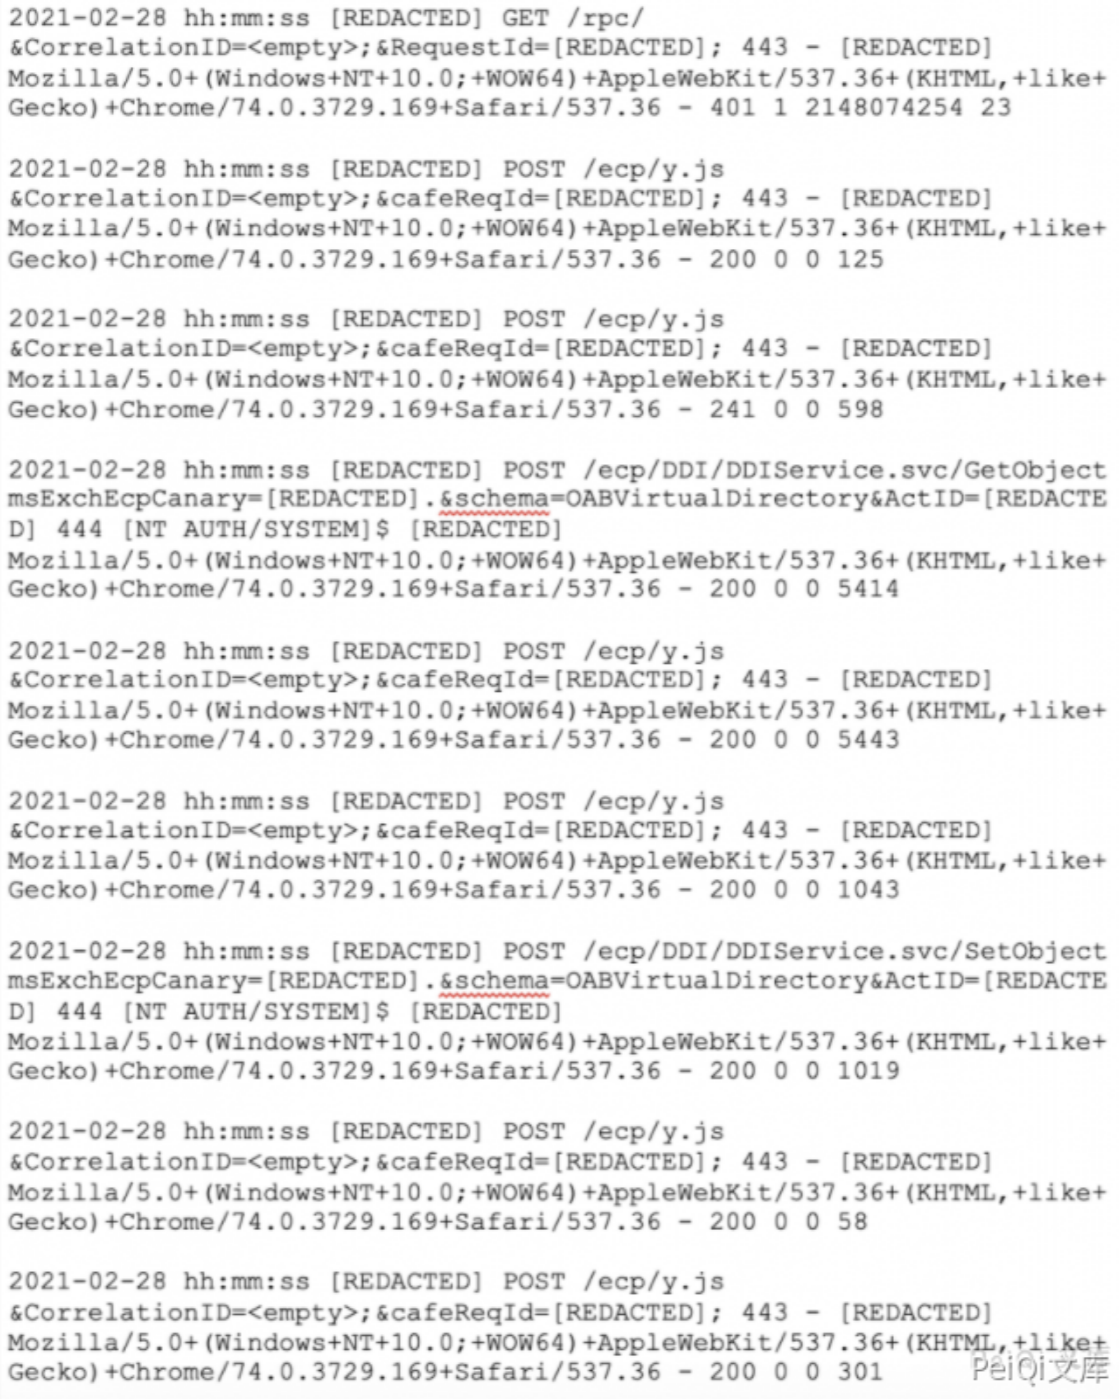 2021-02-28 hh:mm:ss [REDACTED] GET /rpc/
&CorrelationID=<empty>;&RequestId=[REDACTED]; 443 - [REDACTED]
Mozilla/5.0+(Windows+NT+10.0;+WOW64)+AppleWebKit/537.36+(KHTML,+like+
Gecko)+Chrome/74.0.3729.169+Safari/537.36 - 401 1 2148074254 23
2021-02-28 hh:mm:ss [REDACTED] POST /ecp/y.js
&CorrelationID=<empty>;&cafeReqId=[REDACTED]; 443 - [REDACTED]
Mozilla/5.0+(Windows+NT+10.0;+WOW64)+AppleWebKit/537.36+(KHTML,+like+
Gecko)+Chrome/74.0.3729.169+Safari/537.36 - 200 0 0 125
2021-02-28 hh:mm:ss [REDACTED] POST /ecp/y.js
&CorrelationID=<empty>;&cafeReqId=[REDACTED]; 443 - [REDACTED]
Mozilla/5.0+(Windows+NT+10.0;+WOW64)+AppleWebKit/537.36+(KHTML,+like+
Gecko)+Chrome/74.0.3729.169+Safari/537.36 - 241 0 0 598
2021-02-28 hh:mm:ss [REDACTED] POST /ecp/DDI/DDIService.svc/GetObject
msExchEcpCanary=[REDACTED].&schema=OABVirtualDirectory&ActID=[REDACTE
D] 444 [NT AUTH/SYSTEM]$ [REDACTED]
Mozilla/5.0+(Windows+NT+10.0;+WOW64)+AppleWebKit/537.36+(KHTML,+like+
Gecko)+Chrome/74.0.3729.169+Safari/537.36 - 200 0 0 5414
2021-02-28 hh:mm:ss [REDACTED] POST /ecp/y.js
&CorrelationID=<empty>;&cafeReqId=[REDACTED]; 443 - [REDACTED]
Mozilla/5.0+(Windows+NT+10.0;+WOW64)+AppleWebKit/537.36+(KHTML,+like+
Gecko)+Chrome/74.0.3729.169+Safari/537.36 - 200 0 0 5443
2021-02-28 hh:mm:ss [REDACTED] POST /ecp/y.js
&CorrelationID=<empty>;&cafeReqId=[REDACTED]; 443 - [REDACTED]
Mozilla/5.0+(Windows+NT+10.0;+WOW64)+AppleWebKit/537.36+(KHTML,+like+
Gecko)+Chrome/74.0.3729.169+Safari/537.36 - 200 0 0 1043
2021-02-28 hh:mm:ss [REDACTED] POST /ecp/DDI/DDIService.svc/SetObject
msExchEcpCanary=[REDACTED].&schema=OABVirtualDirectory&ActID=[REDACTE
D] 444 [NT AUTH/SYSTEM]$ [REDACTED]
Mozilla/5.0+(Windows+NT+10.0;+WOW64)+AppleWebKit/537.36+(KHTML,+like+
Gecko)+Chrome/74.0.3729.169+Safari/537.36 - 200 0 0 1019
2021-02-28 hh:mm:ss [REDACTED] POST /ecp/y.js
&CorrelationID=<empty>;&cafeReqId=[REDACTED]; 443 - [REDACTED]
Mozilla/5.0+(Windows+NT+10.0;+WOW64)+AppleWebKit/537.36+(KHTML,+like+
Gecko)+Chrome/74.0.3729.169+Safari/537.36 - 200 0 0 58
2021-02-28 hh:mm:ss [REDACTED] POST /ecp/y.js
&CorrelationID=<empty>;&cafeReqId=[REDACTED]; 443 - [REDACTED]
Mozilla/5.0+(Windows+NT+10.0;+WOW64)+AppleWebKit/537.36+(KHTML,+like+
Gecko)+Chrome/74.0.3729.169+Safari/537.36 - 200 0 0 301
PeiQi文库